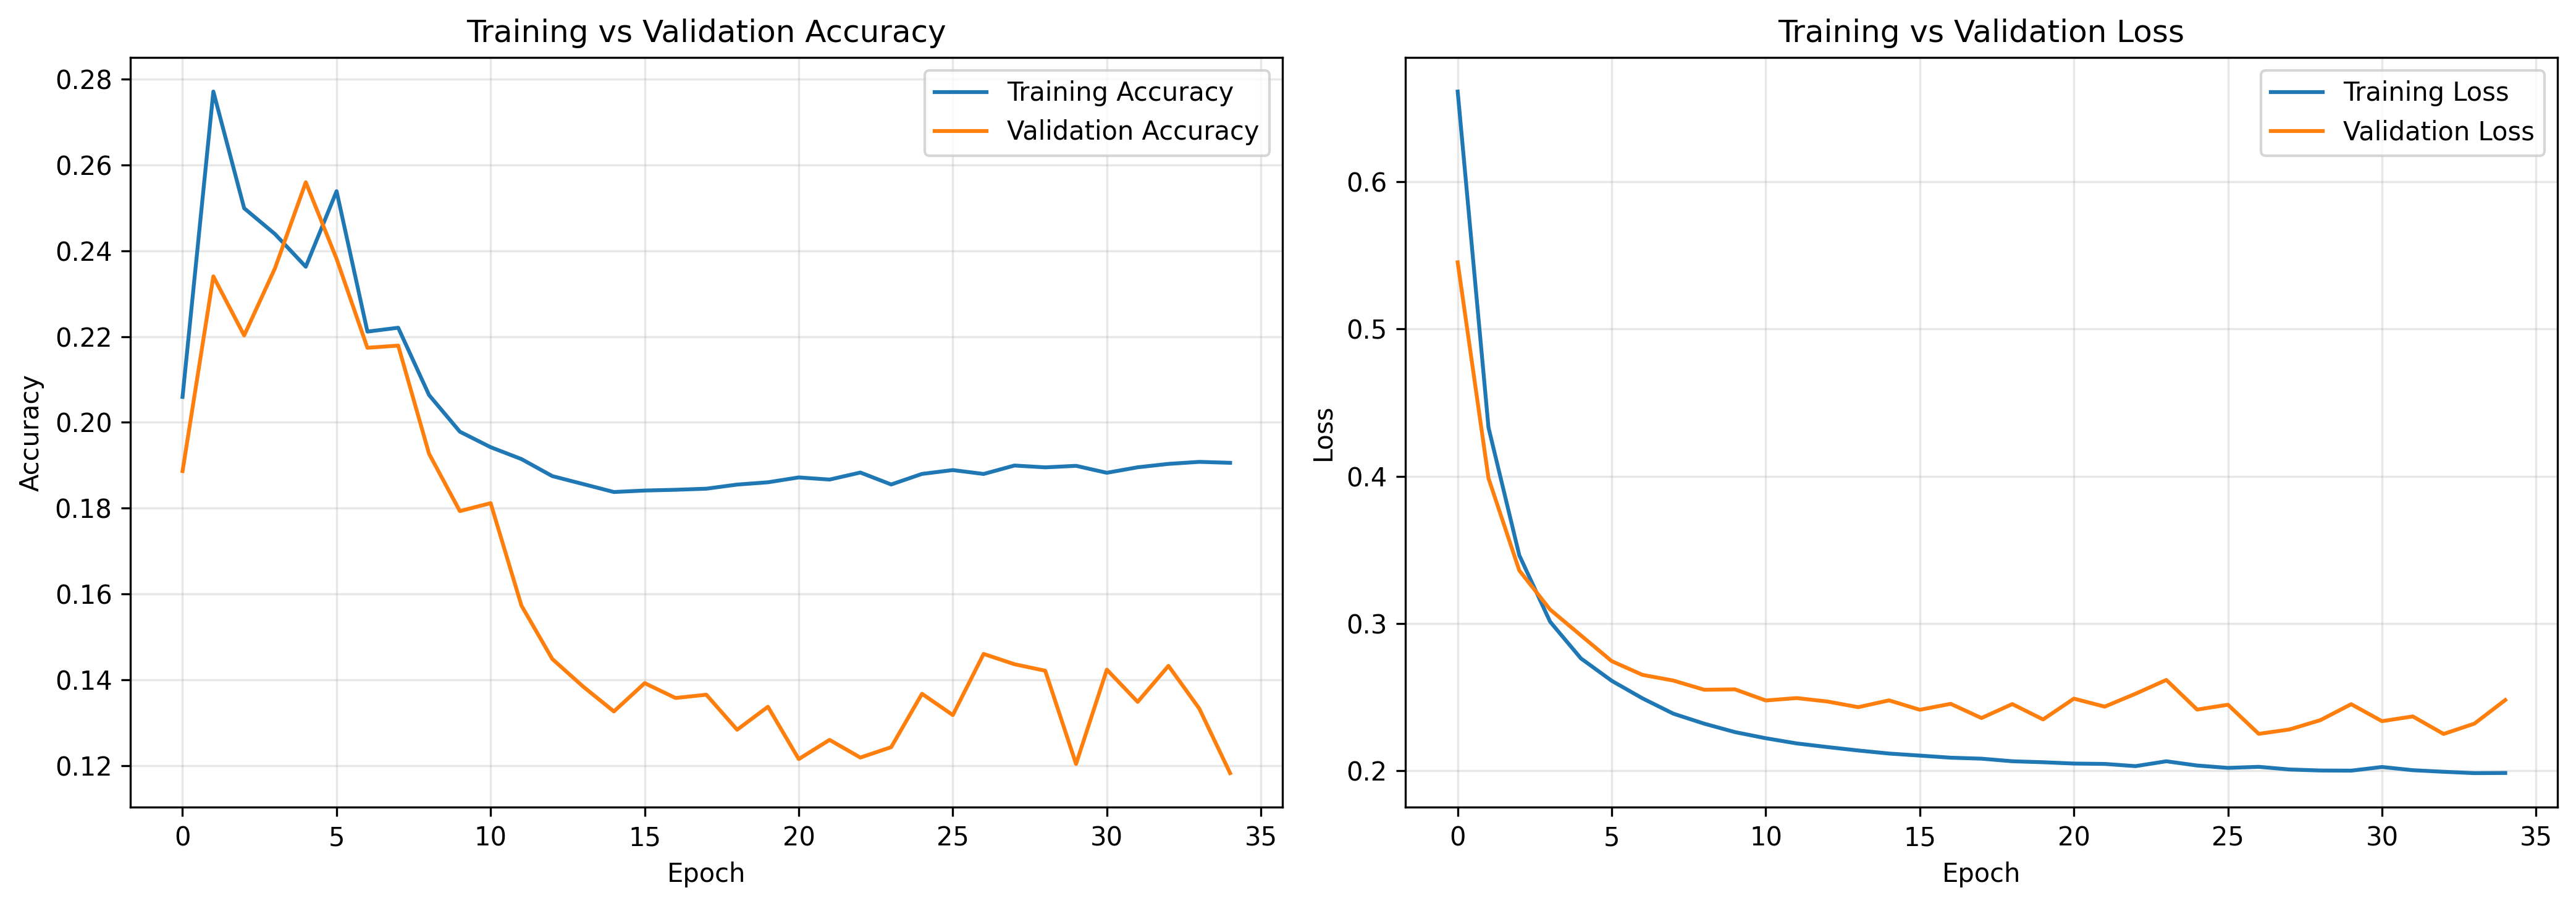 Training vs Validation Accuracy
0.28
0.26
0.24
0.22
0.20
0.18
0.16
0.14
0.12
Accuracy
Training Accuracy
Validation Accuracy
0 5 10 15 20 25 30 35
Epoch
Training vs Validation Loss
0.6
0.5
0.4
0.3
0.2
Loss
Training Loss
Validation Loss
0 5 10 15 20 25 30 35
Epoch